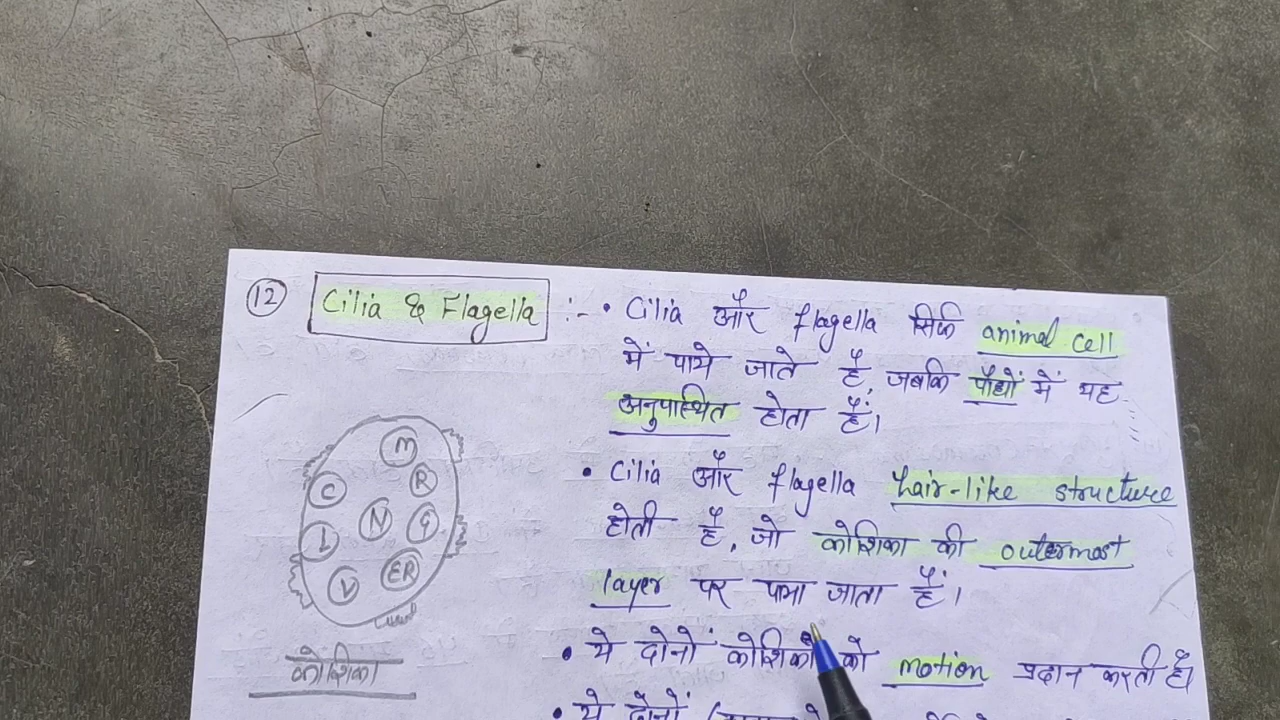 12 Cilia & Flagella :- • Cilia और flagella सिर्फ animal cell
में पाये जाते है, जबकि पौधों में यह
अनुपास्थित होता हैं।
• Cilia और flagella hair-like structure
होती है, जो कोशिका की outermost
layer पर पाया जाता हैं।
• ये दोनों कोशिका को motion प्रदान करती है।
• ये दोनों
M
R
C
N
G
L
ER
V
कोशिका